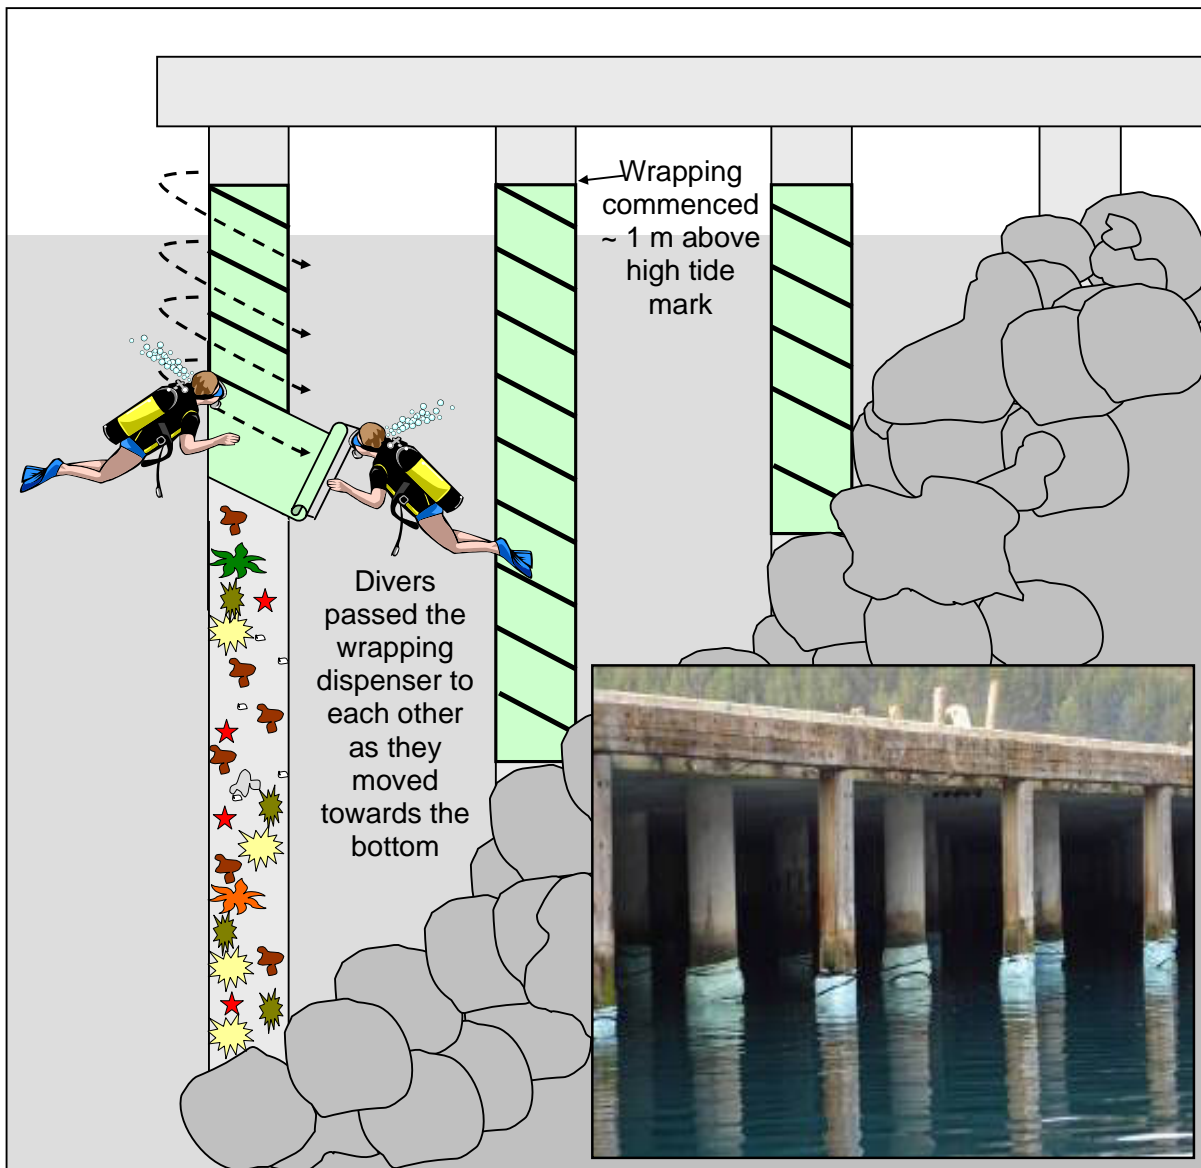 Wrapping
commenced
~ 1 m above
high tide
mark
Divers
passed the
wrapping
dispenser to
each other
as they
moved
towards the
bottom